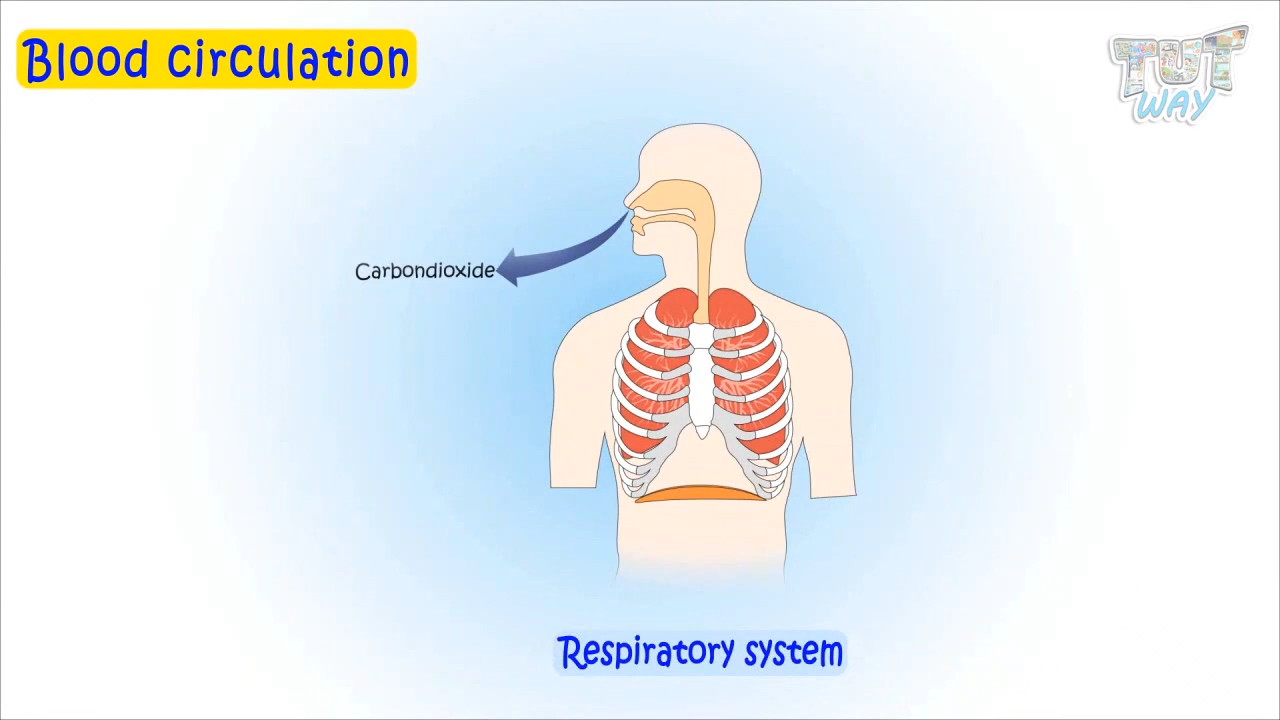 Blood circulation
TUT
WAY
Carbondioxide
Respiratory system